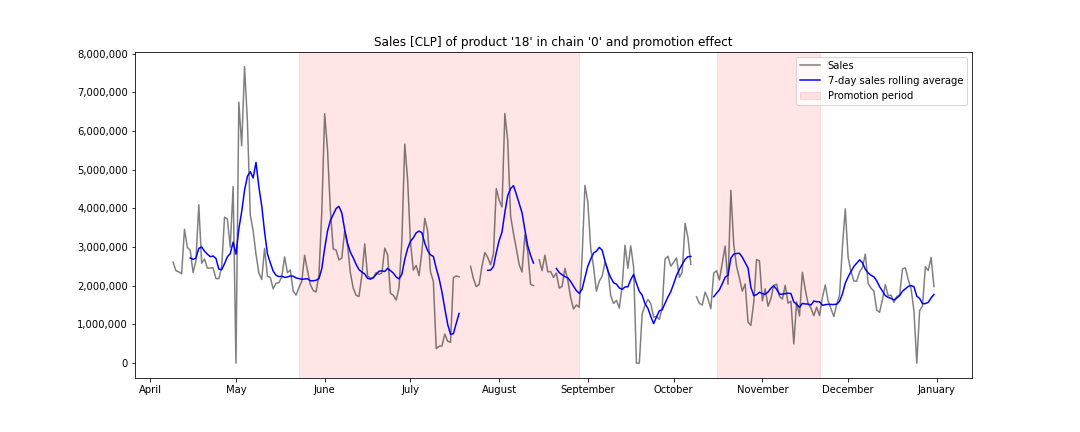 Sales [CLP] of product '18' in chain '0' and promotion effect
8,000,000
7,000,000
6,000,000
5,000,000
4,000,000
3,000,000
2,000,000
1,000,000
0
Sales
7-day sales rolling average
Promotion period
April May June July August September October November December January